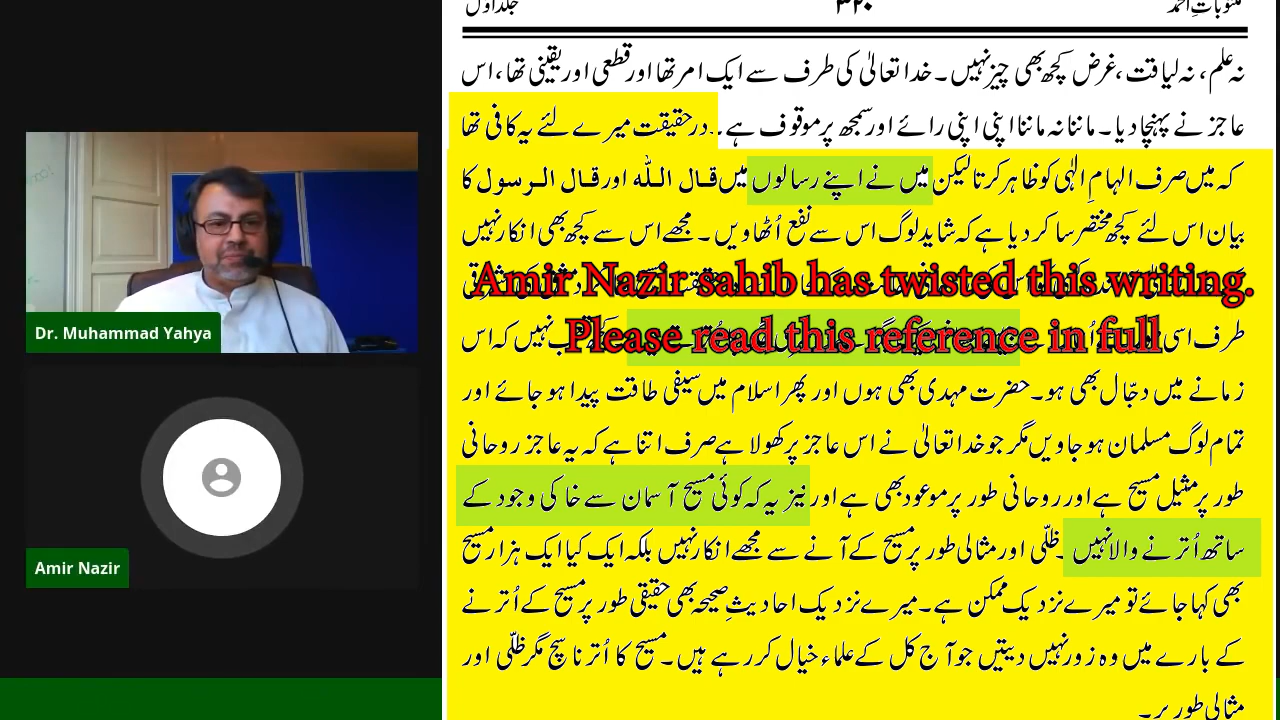 مکتوباتِ احمد ۳۲۰ جلد اول
نہ علم، نہ لیاقت، غرض کچھ بھی چیز نہیں۔ خدا تعالیٰ کی طرف سے ایک امر تھا اور قطعی اور یقینی تھا، اس
عاجز نے پہنچا دیا۔ ماننا نہ ماننا اپنی اپنی رائے اور سمجھ پر موقوف ہے۔ درحقیقت میرے لئے یہ کافی تھا
کہ میں صرف الہامِ الٰہی کو ظاہر کرتا لیکن میں نے اپنے رسالوں میں قال اللہ اور قال الرسول کا
بیان اس لئے کچھ مختصر سا کر دیا ہے کہ شاید لوگ اس سے نفع اُٹھاویں۔ مجھے اس سے کچھ بھی انکار نہیں
Amir Nazir sahib has twisted this writing.
Please read this reference in full
طرف اسی
نہیں کہ اس
زمانے میں دجّال بھی ہو۔ حضرت مہدی بھی ہوں اور پھر اسلام میں سیفی طاقت پیدا ہو جائے اور
تمام لوگ مسلمان ہو جاویں مگر جو خدا تعالیٰ نے اس عاجز پر کھولا ہے صرف اتنا ہے کہ یہ عاجز روحانی
طور پر مثیل مسیح ہے اور روحانی طور پر موعود بھی ہے اور نیز یہ کہ کوئی مسیح آسمان سے خاکی وجود کے
ساتھ اُترنے والا نہیں۔ ظلّی اور مثالی طور پر مسیح کے آنے سے مجھے انکار نہیں بلکہ ایک کیا ایک ہزار مسیح
بھی کہا جائے تو میرے نزدیک ممکن ہے۔ میرے نزدیک احادیثِ صحیحہ بھی حقیقی طور پر مسیح کے اُترنے
کے بارے میں وہ زور نہیں دیتیں جو آج کل کے علماء خیال کر رہے ہیں۔ مسیح کا اُترنا سچ مگر ظلّی اور
مثالی طور پر۔
Dr. Muhammad Yahya
Amir Nazir